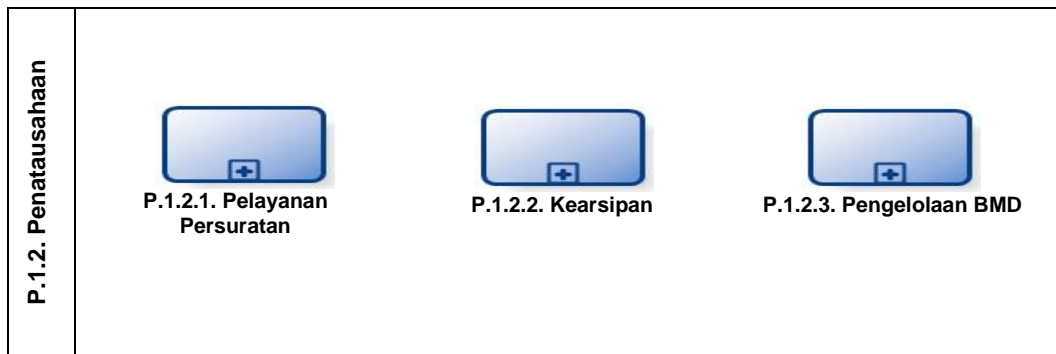 P.1.2. Penatausahaan
P.1.2.1. Pelayanan
Persuratan
P.1.2.2. Kearsipan
P.1.2.3. Pengelolaan BMD